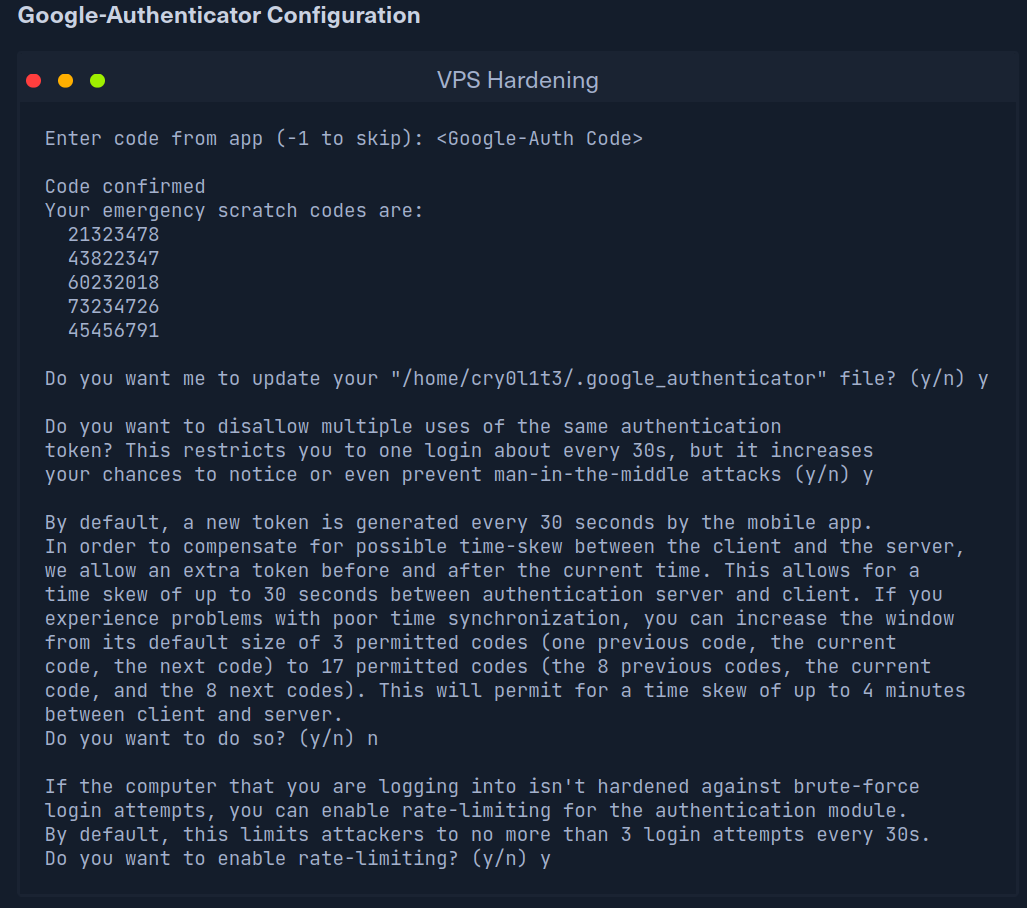 Google-Authenticator Configuration
VPS Hardening
Enter code from app (-1 to skip): <Google-Auth Code>
Code confirmed
Your emergency scratch codes are:
21323478
43822347
60232018
73234726
45456791
Do you want me to update your "/home/cry0l1t3/.google_authenticator" file? (y/n) y
Do you want to disallow multiple uses of the same authentication
token? This restricts you to one login about every 30s, but it increases
your chances to notice or even prevent man-in-the-middle attacks (y/n) y
By default, a new token is generated every 30 seconds by the mobile app.
In order to compensate for possible time-skew between the client and the server,
we allow an extra token before and after the current time. This allows for a
time skew of up to 30 seconds between authentication server and client. If you
experience problems with poor time synchronization, you can increase the window
from its default size of 3 permitted codes (one previous code, the current
code, the next code) to 17 permitted codes (the 8 previous codes, the current
code, and the 8 next codes). This will permit for a time skew of up to 4 minutes
between client and server.
Do you want to do so? (y/n) n
If the computer that you are logging into isn't hardened against brute-force
login attempts, you can enable rate-limiting for the authentication module.
By default, this limits attackers to no more than 3 login attempts every 30s.
Do you want to enable rate-limiting? (y/n) y